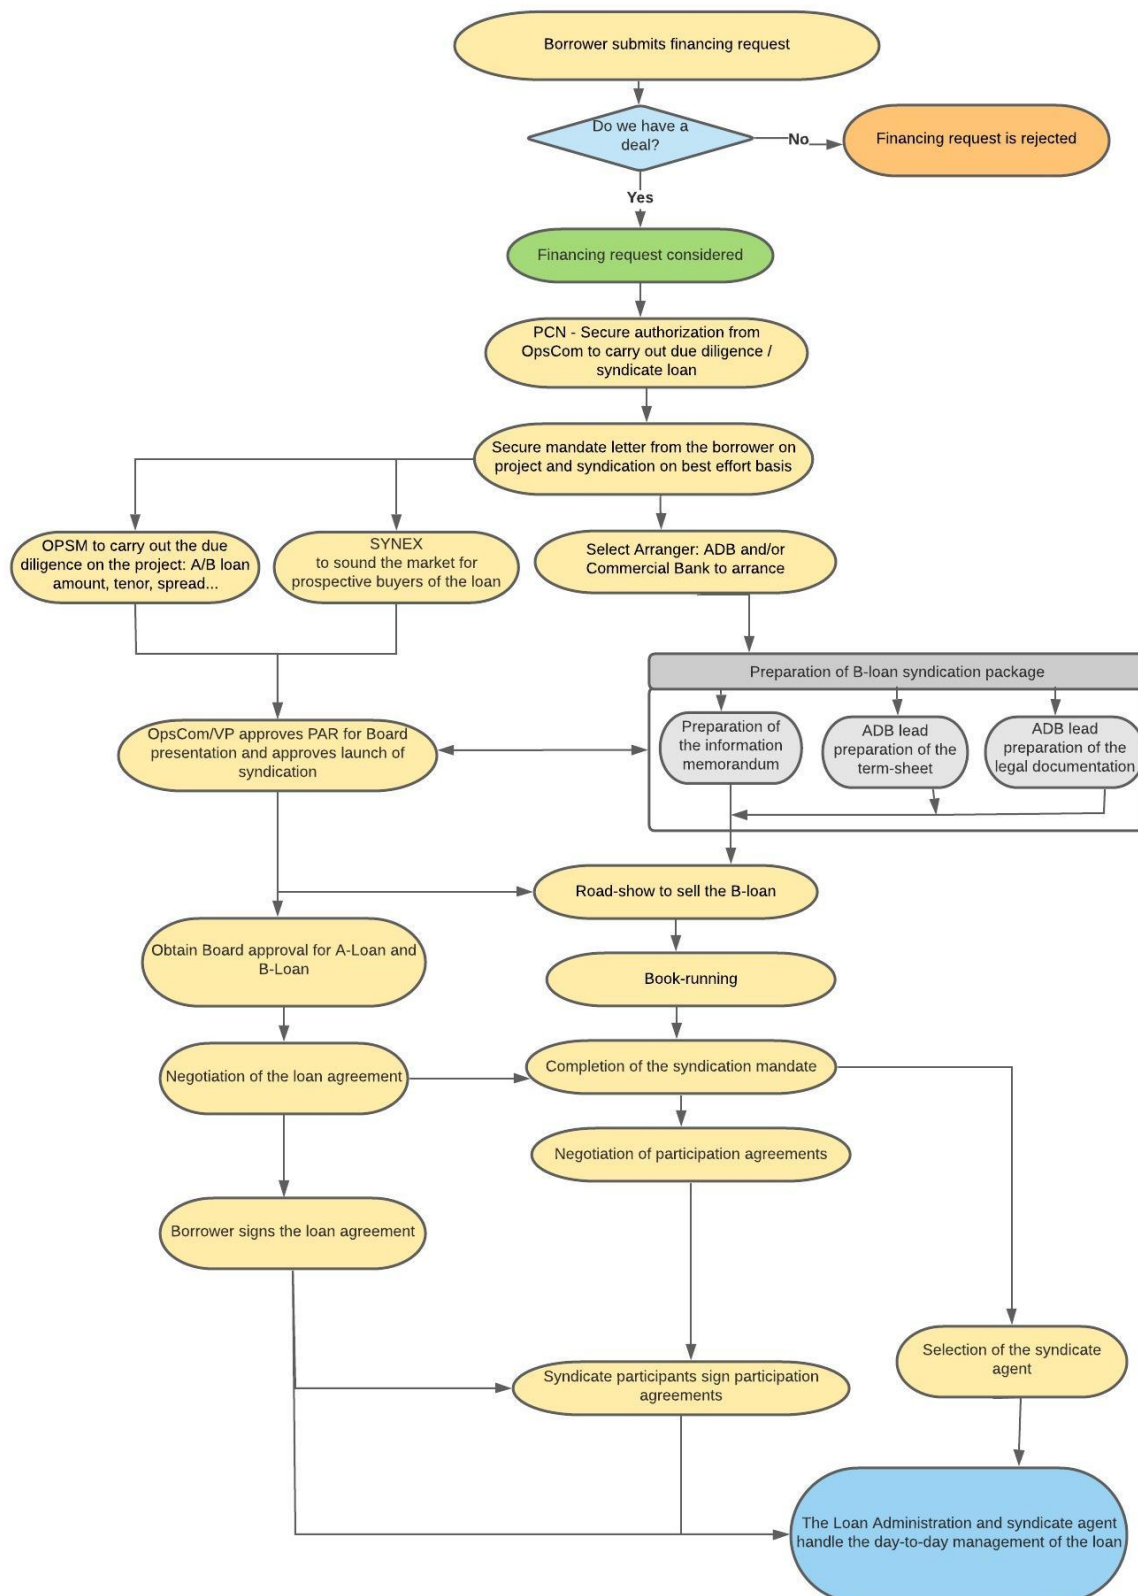 Borrower submits financing request
Do we have a
deal?
No
Financing request is rejected
Yes
Financing request considered
PCN - Secure authorization from
OpsCom to carry out due diligence /
syndicate loan
Secure mandate letter from the borrower on
project and syndication on best effort basis
OPSM to carry out the due
diligence on the project: A/B loan
amount, tenor, spread...
SYNEX
to sound the market for
prospective buyers of the loan
Select Arranger: ADB and/or
Commercial Bank to arrance
Preparation of B-loan syndication package
Preparation of
the information
memorandum
ADB lead
preparation of the
term-sheet
ADB lead
preparation of the
legal documentation
OpsCom/VP approves PAR for Board
presentation and approves launch of
syndication
Road-show to sell the B-loan
Obtain Board approval for A-Loan and
B-Loan
Book-running
Negotiation of the loan agreement
Completion of the syndication mandate
Negotiation of participation agreements
Borrower signs the loan agreement
Selection of the syndicate
agent
Syndicate participants sign participation
agreements
The Loan Administration and syndicate agent
handle the day-to-day management of the loan